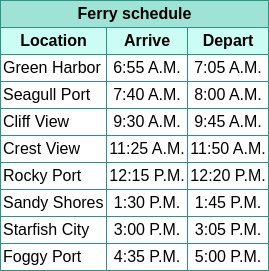 Ferry schedule
Location Arrive Depart
Green Harbor 6:55 A.M. 7:05 A.M.
Seagull Port 7:40 A.M. 8:00 A.M.
Cliff View 9:30 A.M. 9:45 A.M.
Crest View 11:25 A.M. 11:50 A.M.
Rocky Port 12:15 P.M. 12:20 P.M.
Sandy Shores 1:30 P.M. 1:45 P.M.
Starfish City 3:00 P.M. 3:05 P.M.
Foggy Port 4:35 P.M. 5:00 P.M.